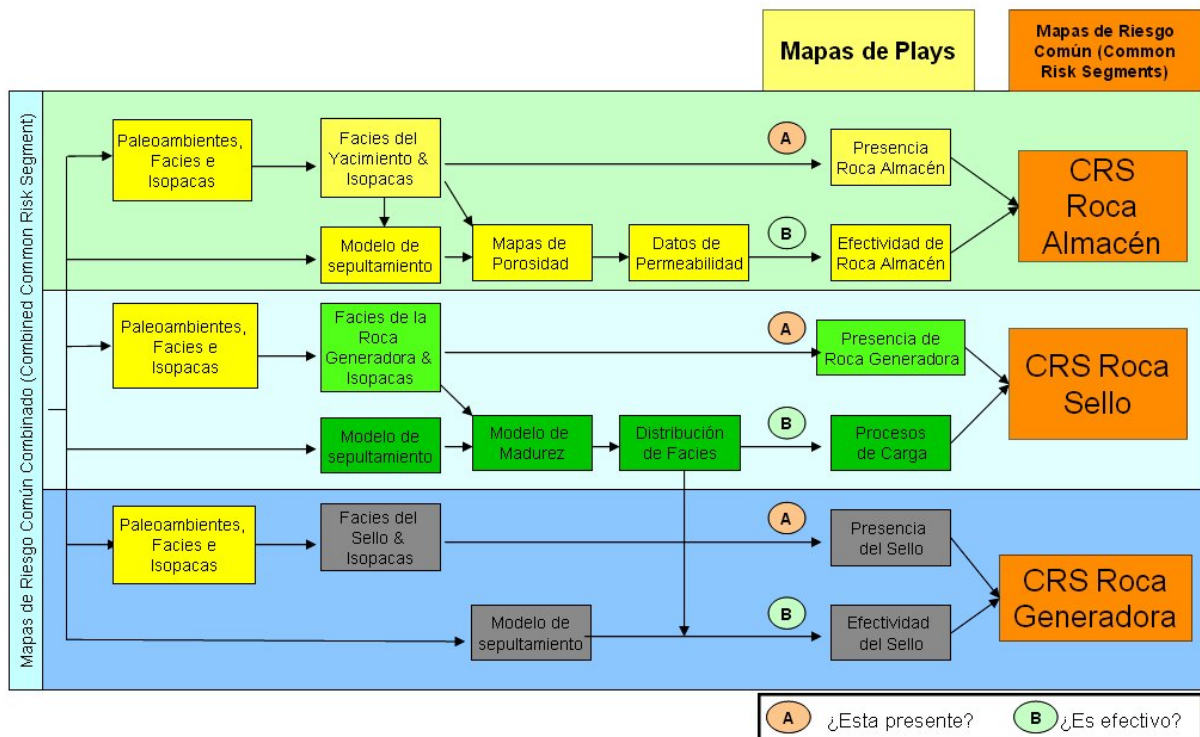 Mapas de Plays
Mapas de Riesgo
Común (Common
Risk Segments)
Mapas de Riesgo Común Combinado (Combined Common Risk Segment)
Paleoambientes,
Facies e
Isopacas
Facies del
Yacimiento &
Isopacas
A
Presencia
Roca Almacén
CRS
Roca
Almacén
Modelo de
sepultamiento
Mapas de
Porosidad
Datos de
Permeabilidad
B
Efectividad de
Roca Almacén
Paleoambientes,
Facies e
Isopacas
Facies de la
Roca
Generadora &
Isopacas
A
Presencia de
Roca Generadora
CRS Roca
Sello
Modelo de
sepultamiento
Modelo de
Madurez
Distribución
de Facies
B
Procesos
de Carga
Paleoambientes,
Facies e
Isopacas
Facies del
Sello &
Isopacas
A
Presencia
del Sello
CRS Roca
Generadora
Modelo de
sepultamiento
B
Efectividad
del Sello
A ¿Esta presente?
B ¿Es efectivo?